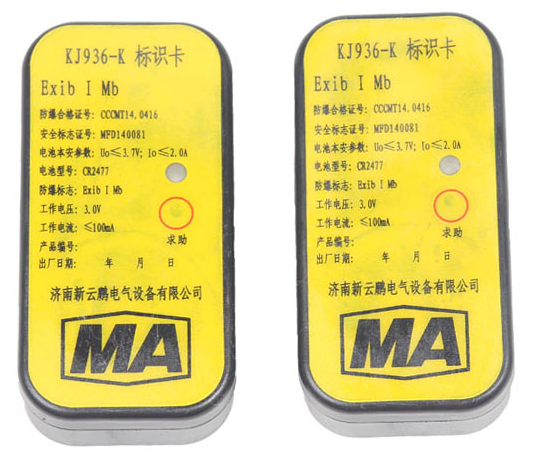 KJ936-K 标识卡
Exib I Mb
防爆合格证号: CCCMT14.0416
安全标志证号: MFD140081
电池本安参数: Uo≤3.7V; Io≤2.0A
电池型号: CR2477
防爆标志: Exib I Mb
工作电压: 3.0V
工作电流: ≤100mA
求助
产品编号:
出厂日期: 年 月 日
济南新云鹏电气设备有限公司
MA
KJ936-K 标识卡
Exib I Mb
防爆合格证号: CCCMT14.0416
安全标志证号: MFD140081
电池本安参数: Uo≤3.7V; Io≤2.0A
电池型号: CR2477
防爆标志: Exib I Mb
工作电压: 3.0V
工作电流: ≤100mA
求助
产品编号:
出厂日期: 年 月 日
济南新云鹏电气设备有限公司
MA